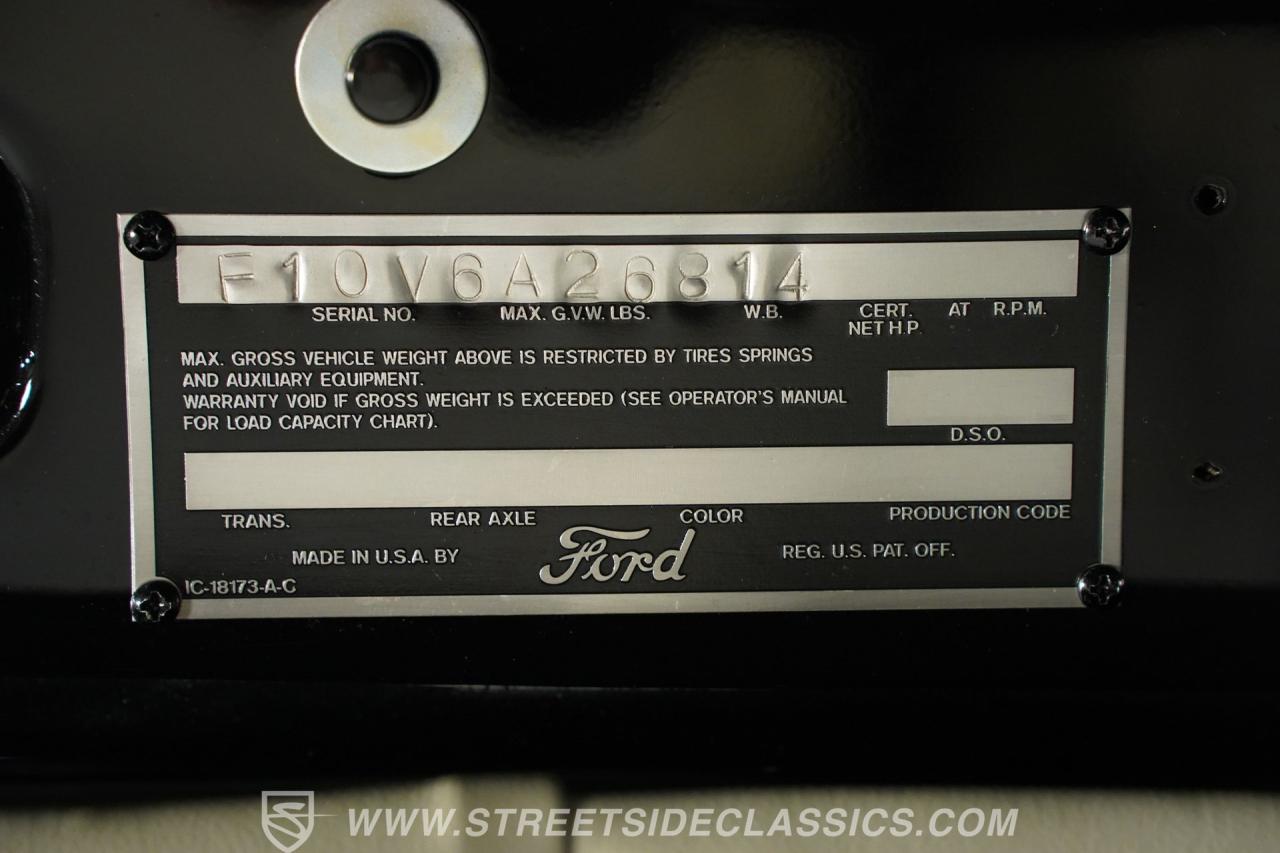 F10V6A26814
SERIAL NO. MAX. G.V.W. LBS. W.B. CERT. AT R.P.M.
NET H.P.
MAX. GROSS VEHICLE WEIGHT ABOVE IS RESTRICTED BY TIRES SPRINGS
AND AUXILIARY EQUIPMENT.
WARRANTY VOID IF GROSS WEIGHT IS EXCEEDED (SEE OPERATOR'S MANUAL
FOR LOAD CAPACITY CHART).
D.S.O.
TRANS. REAR AXLE COLOR PRODUCTION CODE
MADE IN U.S.A. BY Ford REG. U.S. PAT. OFF.
IC-18173-A-C
WWW.STREETSIDECLASSICS.COM